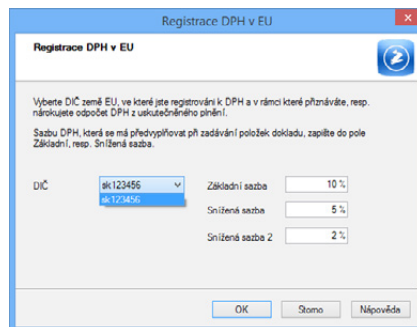 Registrace DPH v EU
x
Registrace DPH v EU
Vyberte DIČ země EU, ve které jste registrováni k DPH a v rámci které přiznáváte, resp.
nárokujete odpočet DPH z uskutečněného plnění.
Sazbu DPH, která se má předvyplňovat při zadávání položek dokladu, zapište do pole
Základní, resp. Snížená sazba.
DIČ sk123456 Základní sazba 10 %
sk123456
Snížená sazba 5 %
Snížená sazba 2 2 %
OK Storno Nápověda